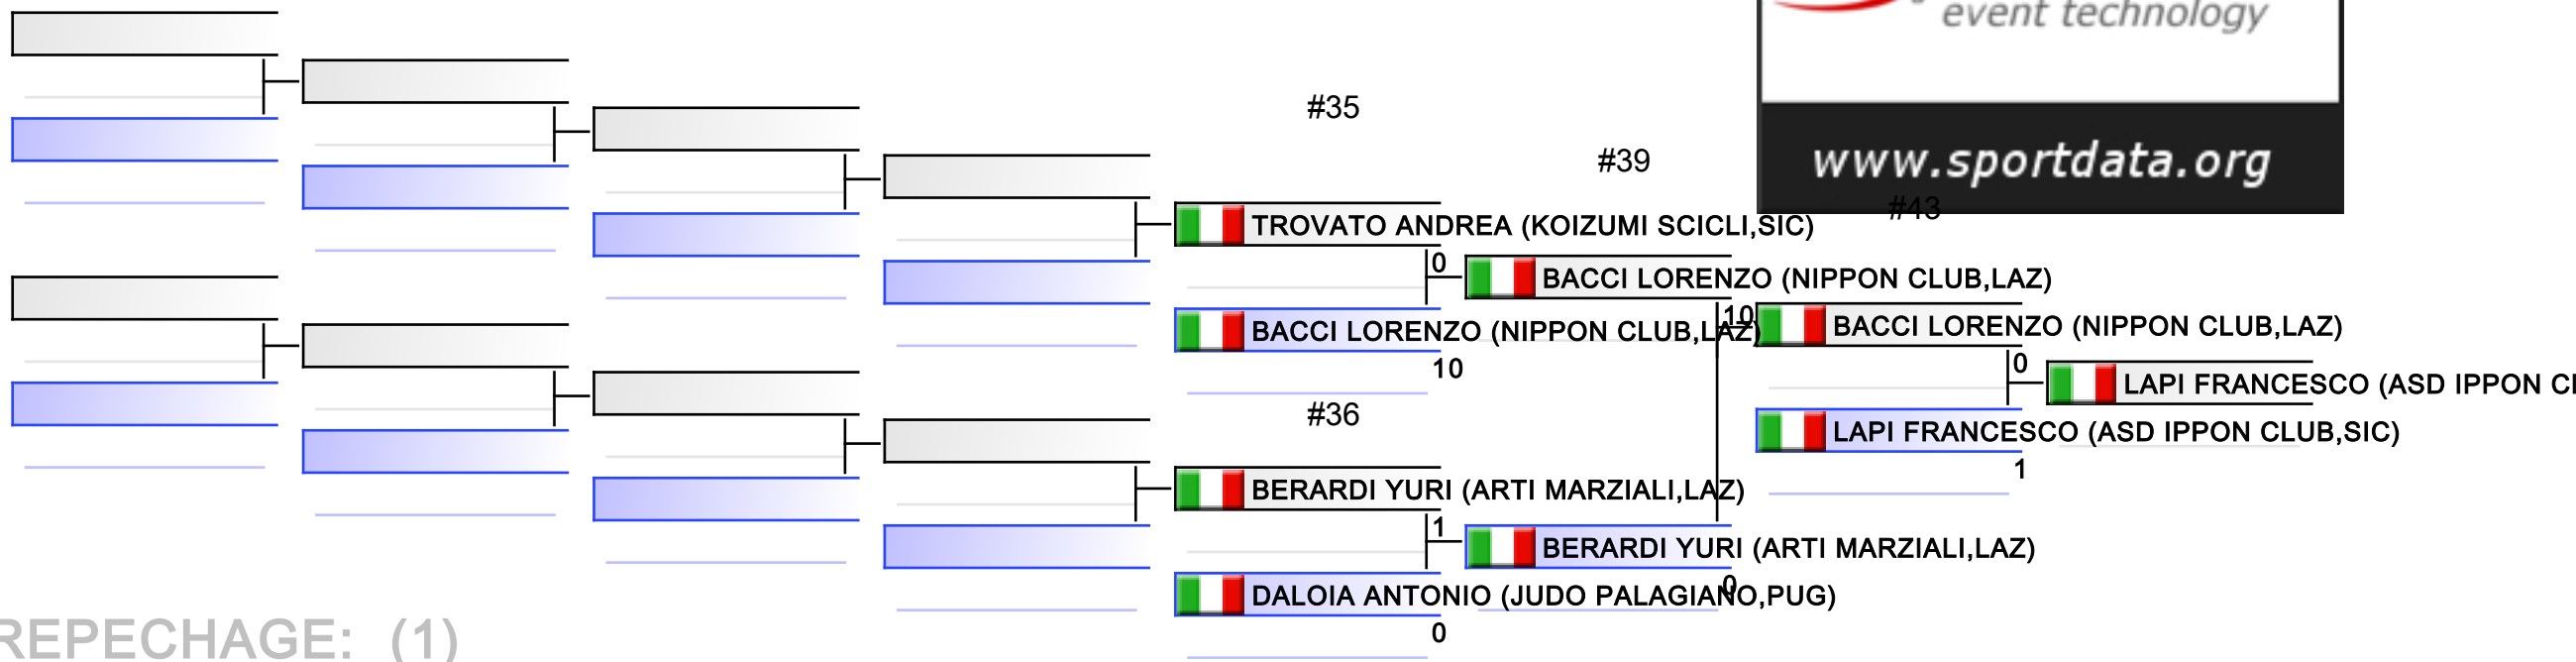 event technology
www.sportdata.org
#35
#39
#43
TROVATO ANDREA (KOIZUMI SCICLI,SIC)
0
BACCI LORENZO (NIPPON CLUB,LAZ)
10
BACCI LORENZO (NIPPON CLUB,LAZ)
BACCI LORENZO (NIPPON CLUB,LAZ)
10
0
LAPI FRANCESCO (ASD IPPON CL
#36
LAPI FRANCESCO (ASD IPPON CLUB,SIC)
1
BERARDI YURI (ARTI MARZIALI,LAZ)
1
BERARDI YURI (ARTI MARZIALI,LAZ)
0
DALOIA ANTONIO (JUDO PALAGIANO,PUG)
0
REPECHAGE: (1)